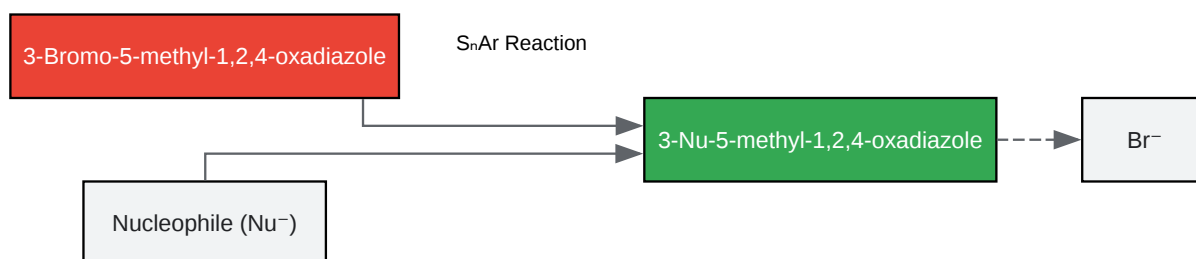 3-Bromo-5-methyl-1,2,4-oxadiazole
SₙAr Reaction
3-Nu-5-methyl-1,2,4-oxadiazole
Br⁻
Nucleophile (Nu⁻)